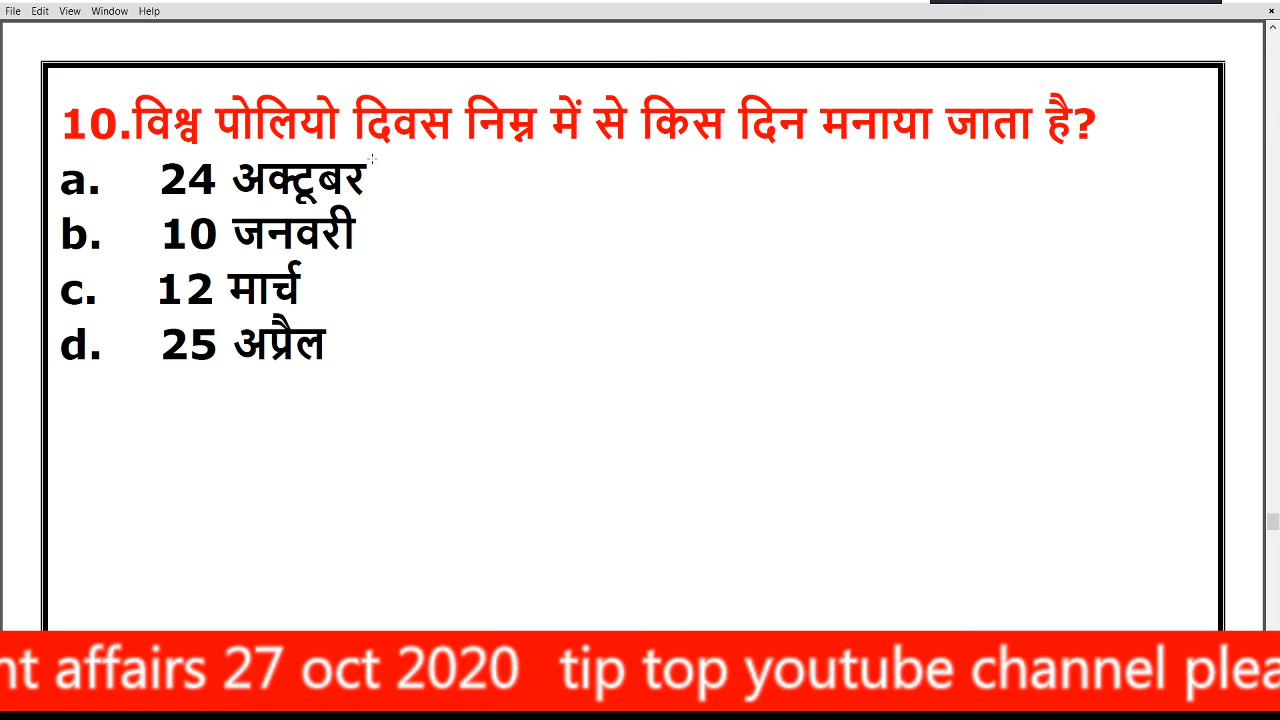 File Edit View Window Help
10.विश्व पोलियो दिवस निम्न में से किस दिन मनाया जाता है?
a. 24 अक्टूबर
b. 10 जनवरी
c. 12 मार्च
d. 25 अप्रैल
nt affairs 27 oct 2020 tip top youtube channel plea